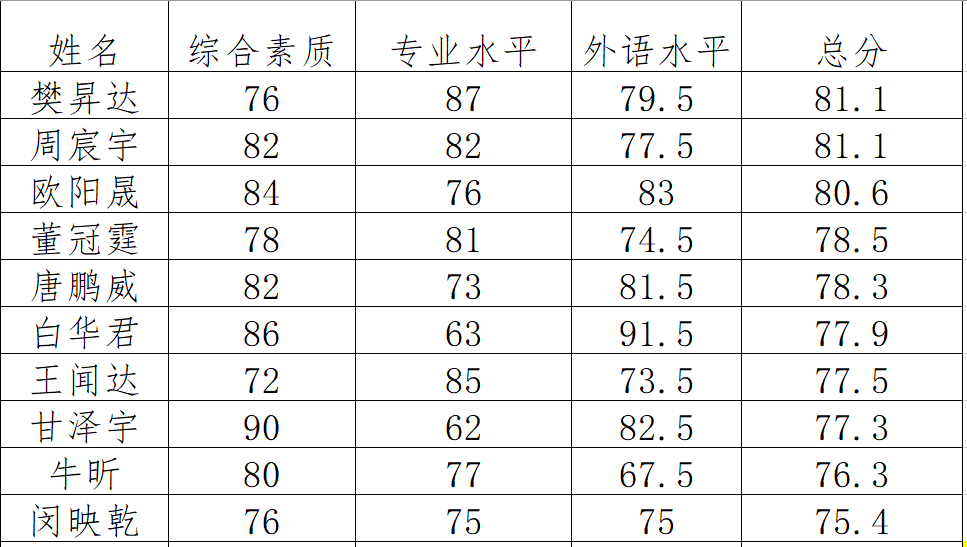 姓名 综合素质 专业水平 外语水平 总分
樊昇达 76 87 79.5 81.1
周宸宇 82 82 77.5 81.1
欧阳晟 84 76 83 80.6
董冠霆 78 81 74.5 78.5
唐鹏威 82 73 81.5 78.3
白华君 86 63 91.5 77.9
王闻达 72 85 73.5 77.5
甘泽宇 90 62 82.5 77.3
牛昕 80 77 67.5 76.3
闵映乾 76 75 75 75.4